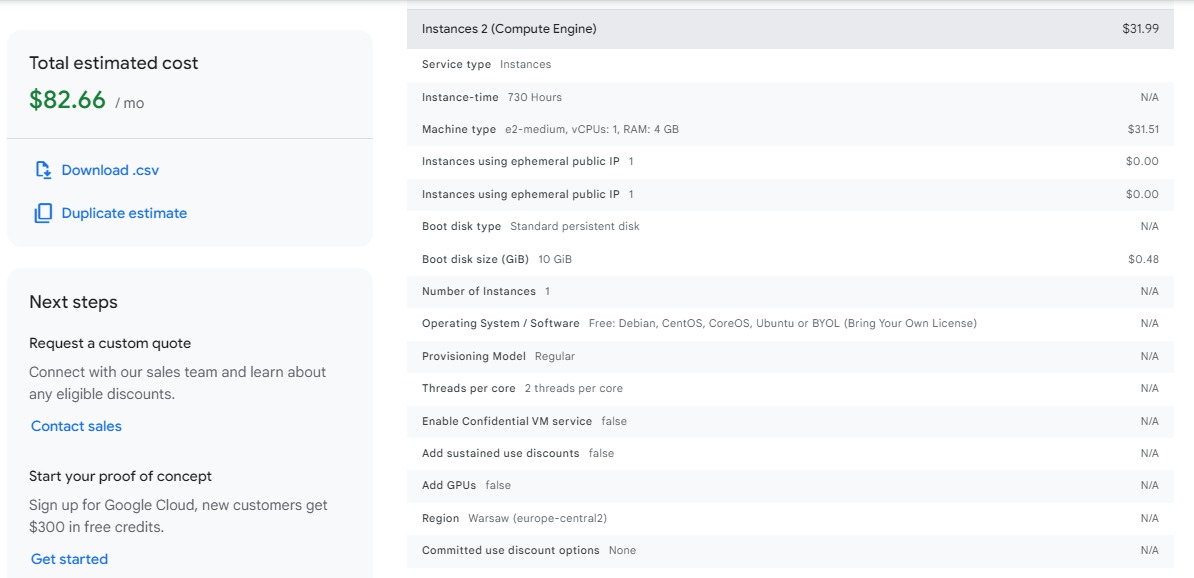 Total estimated cost
$82.66 / mo
Download .csv
Duplicate estimate
Next steps
Request a custom quote
Connect with our sales team and learn about
any eligible discounts.
Contact sales
Start your proof of concept
Sign up for Google Cloud, new customers get
$300 in free credits.
Get started
Instances 2 (Compute Engine) $31.99
Service type Instances
Instance-time 730 Hours N/A
Machine type e2-medium, vCPUs: 1, RAM: 4 GB $31.51
Instances using ephemeral public IP 1 $0.00
Instances using ephemeral public IP 1 $0.00
Boot disk type Standard persistent disk N/A
Boot disk size (GiB) 10 GiB $0.48
Number of Instances 1 N/A
Operating System / Software Free: Debian, CentOS, CoreOS, Ubuntu or BYOL (Bring Your Own License) N/A
Provisioning Model Regular N/A
Threads per core 2 threads per core N/A
Enable Confidential VM service false N/A
Add sustained use discounts false N/A
Add GPUs false N/A
Region Warsaw (europe-central2) N/A
Committed use discount options None N/A